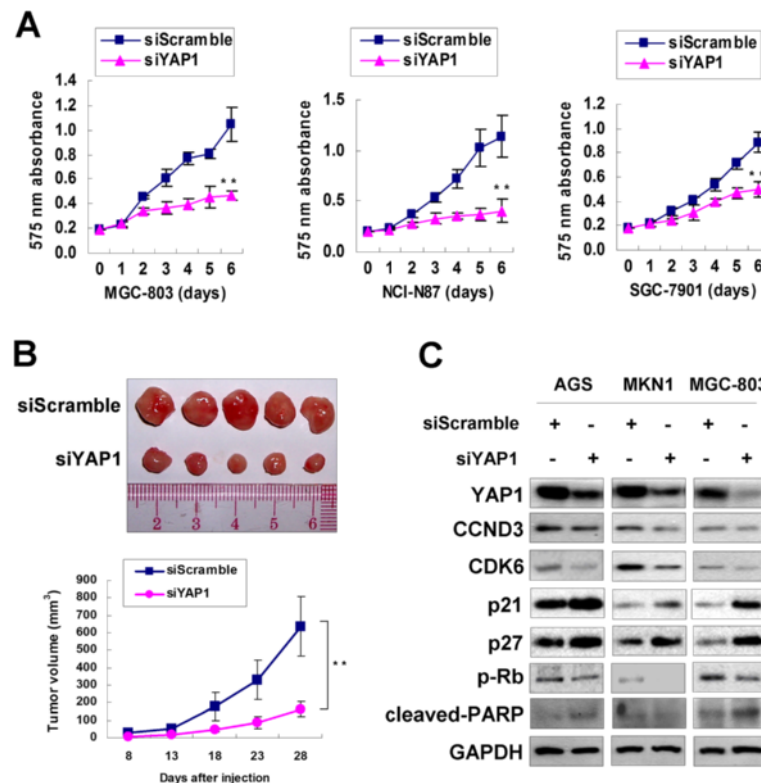 A
siScramble
siYAP1
575 nm absorbance
1.4
1.2
1.0
0.8
0.6
0.4
0.2
0.0
0 1 2 3 4 5 6
MGC-803 (days)
* *
siScramble
siYAP1
575 nm absorbance
1.5
1.0
0.5
0.0
0 1 2 3 4 5 6
NCI-N87 (days)
* *
siScramble
siYAP1
575 nm absorbance
1.4
1.2
1.0
0.8
0.6
0.4
0.2
0.0
0 1 2 3 4 5 6
SGC-7901 (days)
B
siScramble
siYAP1
2 3 4 5 6
siScramble
siYAP1
Tumor volume (mm³)
900
800
700
600
500
400
300
200
100
0
8 13 18 23 28
Days after injection
* *
C
AGS MKN1 MGC-803
siScramble + - + - + -
siYAP1 - + - + - +
YAP1
CCND3
CDK6
p21
p27
p-Rb
cleaved-PARP
GAPDH